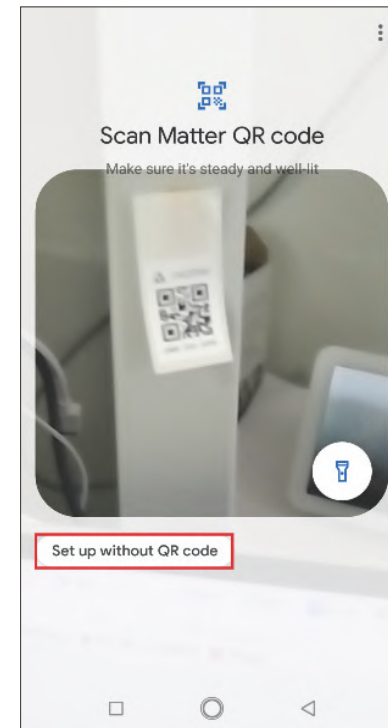 Scan Matter QR code
Make sure it's steady and well-lit
Set up without QR code